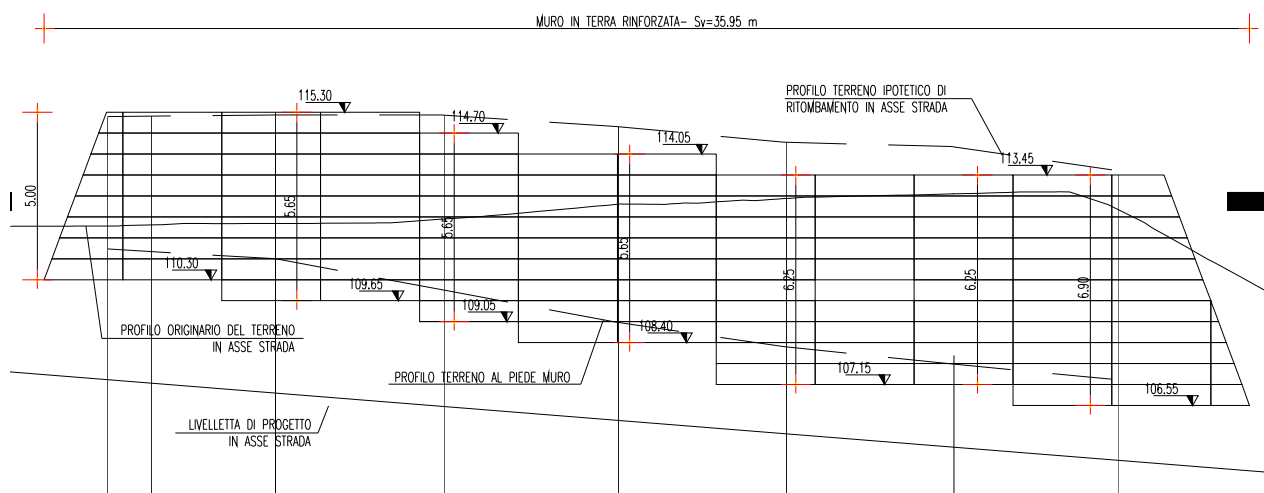 MURO IN TERRA RINFORZATA- Sv=35.95 m
115.30
PROFILO TERRENO IPOTETICO DI
RITOMBAMENTO IN ASSE STRADA
114.70
114.05
113.45
5.00
5.65
5.65
5.65
6.25
6.25
6.90
110.30
109.65
109.05
108.40
107.15
106.55
PROFILO ORIGINARIO DEL TERRENO
IN ASSE STRADA
PROFILO TERRENO AL PIEDE MURO
LIVELLETTA DI PROGETTO
IN ASSE STRADA